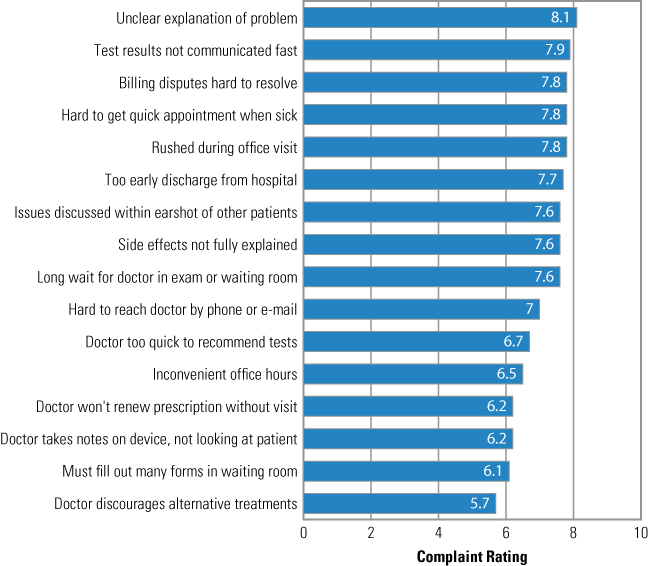 Unclear explanation of problem 8.1
Test results not communicated fast 7.9
Billing disputes hard to resolve 7.8
Hard to get quick appointment when sick 7.8
Rushed during office visit 7.8
Too early discharge from hospital 7.7
Issues discussed within earshot of other patients 7.6
Side effects not fully explained 7.6
Long wait for doctor in exam or waiting room 7.6
Hard to reach doctor by phone or e-mail 7
Doctor too quick to recommend tests 6.7
Inconvenient office hours 6.5
Doctor won't renew prescription without visit 6.2
Doctor takes notes on device, not looking at patient 6.2
Must fill out many forms in waiting room 6.1
Doctor discourages alternative treatments 5.7
0 2 4 6 8 10
Complaint Rating